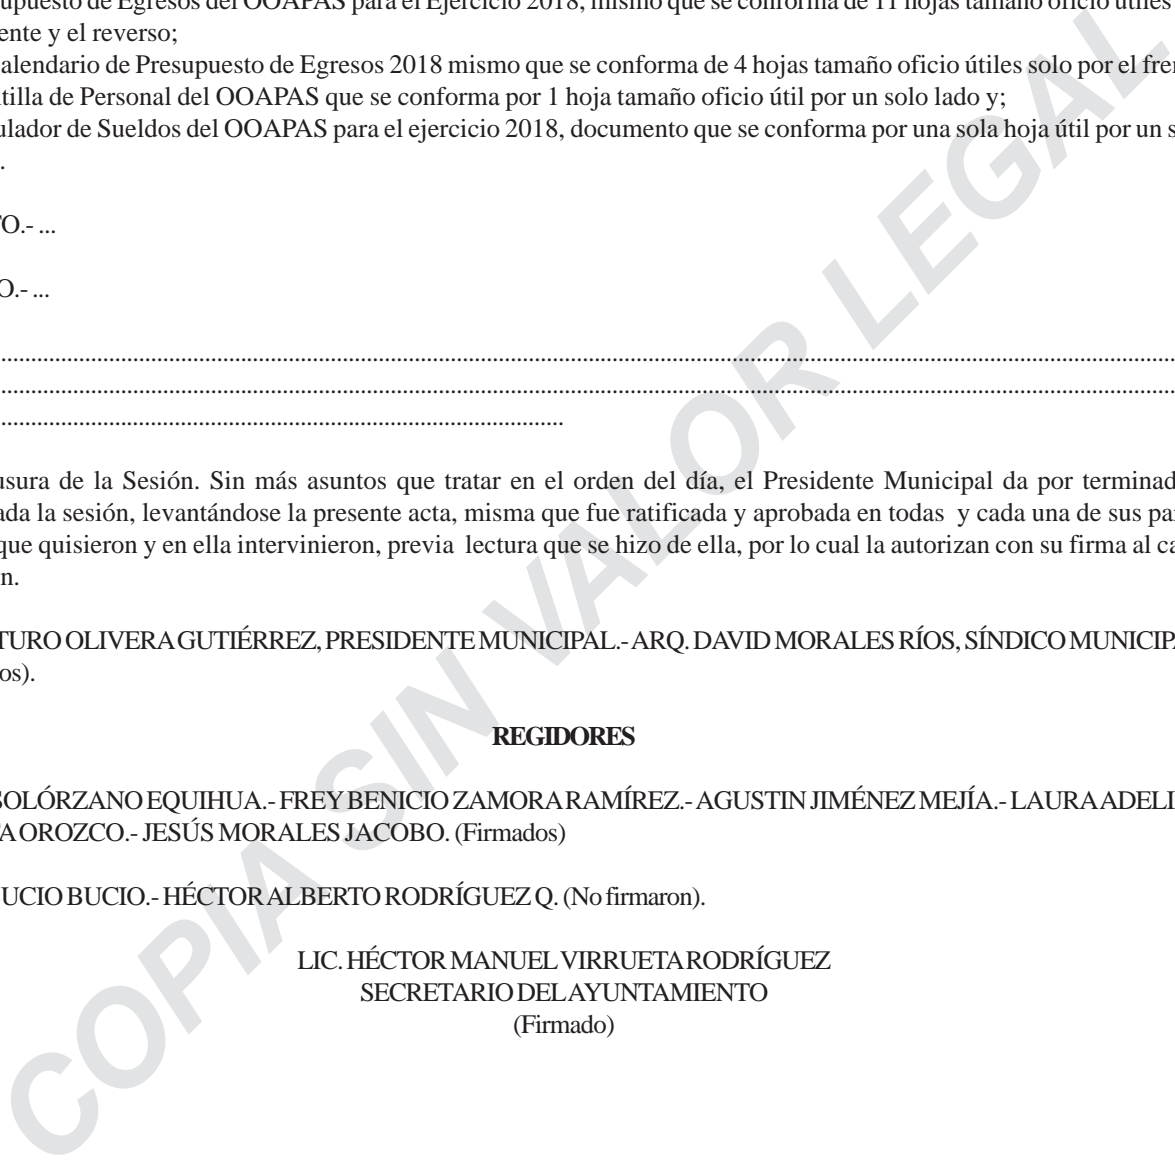 upuesto de Egresos del OOAPAS para el Ejercicio 2018, mismo que se conforma de 11 hojas tamaño oficio útiles
ente y el reverso;
alendario de Presupuesto de Egresos 2018 mismo que se conforma de 4 hojas tamaño oficio útiles solo por el fre
tilla de Personal del OOAPAS que se conforma por 1 hoja tamaño oficio útil por un solo lado y;
ulador de Sueldos del OOAPAS para el ejercicio 2018, documento que se conforma por una sola hoja útil por un s
.
TO.- ...
O.- ...
..........................................................................................................................................................................................................
..........................................................................................................................................................................................................
...............................................................................................
usura de la Sesión. Sin más asuntos que tratar en el orden del día, el Presidente Municipal da por terminad
ada la sesión, levantándose la presente acta, misma que fue ratificada y aprobada en todas y cada una de sus pa
que quisieron y en ella intervinieron, previa lectura que se hizo de ella, por lo cual la autorizan con su firma al ca
n.
TURO OLIVERA GUTIÉRREZ, PRESIDENTE MUNICIPAL.- ARQ. DAVID MORALES RÍOS, SÍNDICO MUNICIPA
os).
REGIDORES
SOLÓRZANO EQUIHUA.- FREY BENICIO ZAMORA RAMÍREZ.- AGUSTIN JIMÉNEZ MEJÍA.- LAURA ADELI
TA OROZCO.- JESÚS MORALES JACOBO. (Firmados)
UCIO BUCIO.- HÉCTOR ALBERTO RODRÍGUEZ Q. (No firmaron).
LIC. HÉCTOR MANUEL VIRRUETA RODRÍGUEZ
SECRETARIO DEL AYUNTAMIENTO
(Firmado)
COPIA SIN VALOR LEGAL